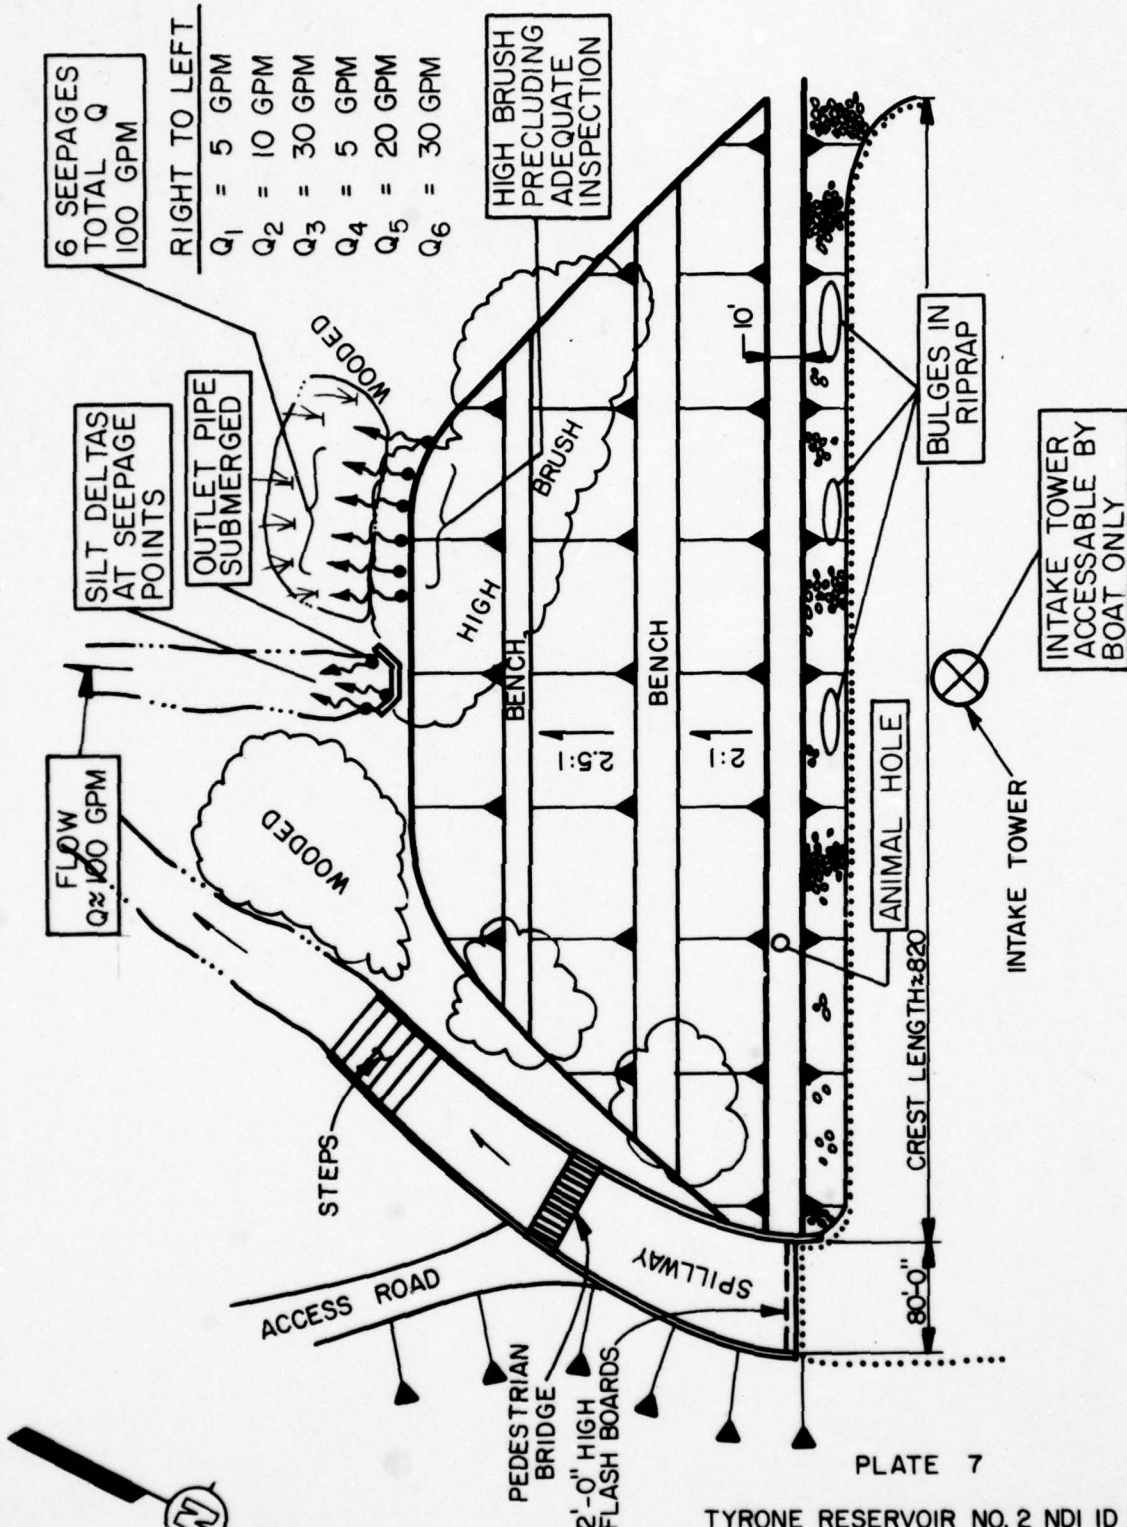 6 SEEPAGES
TOTAL Q
100 GPM
RIGHT TO LEFT
Q1 = 5 GPM
Q2 = 10 GPM
Q3 = 30 GPM
Q4 = 5 GPM
Q5 = 20 GPM
Q6 = 30 GPM
HIGH BRUSH
PRECLUDING
ADEQUATE
INSPECTION
SILT DELTAS
AT SEEPAGE
POINTS
OUTLET PIPE
SUBMERGED
WOODED
FLOW
Q≈100 GPM
WOODED
HIGH BRUSH
BENCH
BENCH
2.5:1
2:1
10'
BULGES IN
RIPRAP
INTAKE TOWER
ACCESSABLE BY
BOAT ONLY
ANIMAL HOLE
INTAKE TOWER
CREST LENGTH≈820
80'-0"
STEPS
SPILLWAY
ACCESS ROAD
PEDESTRIAN
BRIDGE
2'-0" HIGH
FLASH BOARDS
N
PLATE 7
TYRONE RESERVOIR NO. 2 NDI ID